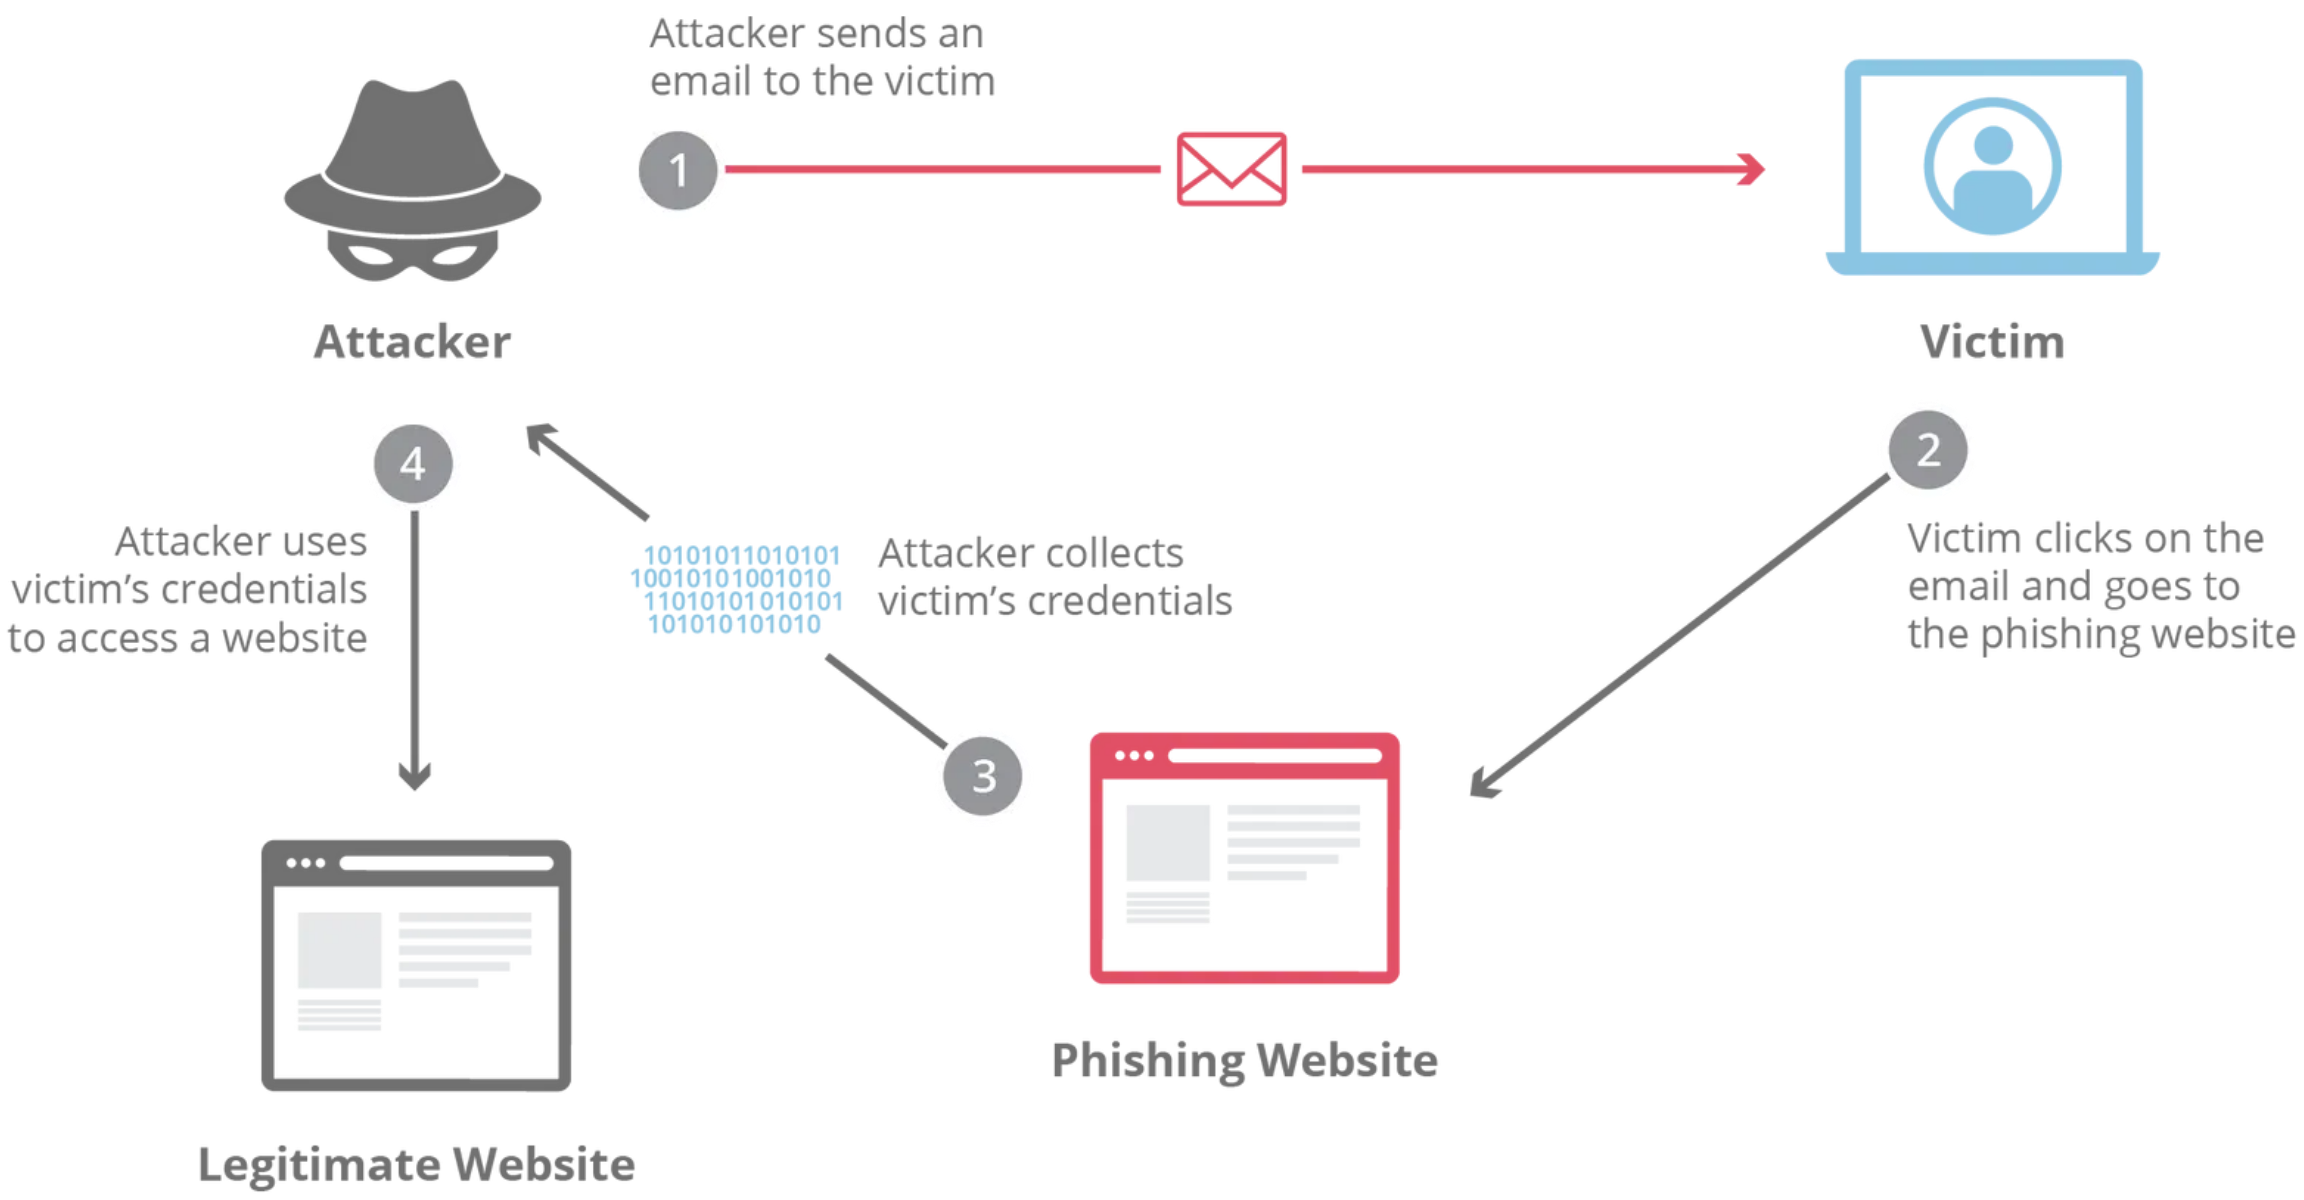 Attacker sends an
email to the victim
1
Attacker
Victim
2
Victim clicks on the
email and goes to
the phishing website
3
10101011010101
10010101001010
11010101010101
101010101010
Attacker collects
victim's credentials
4
Attacker uses
victim's credentials
to access a website
Phishing Website
Legitimate Website